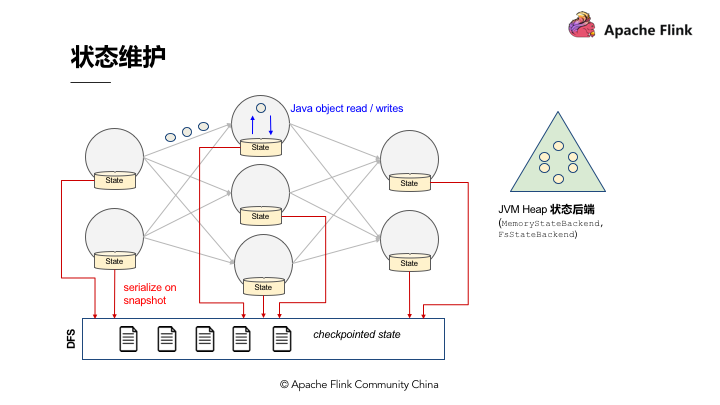 Apache Flink
状态维护
Java object read / writes
State
State
State
State
State
State
State
JVM Heap 状态后端
(MemoryStateBackend,
FsStateBackend)
serialize on
snapshot
DFS
checkpointed state
© Apache Flink Community China